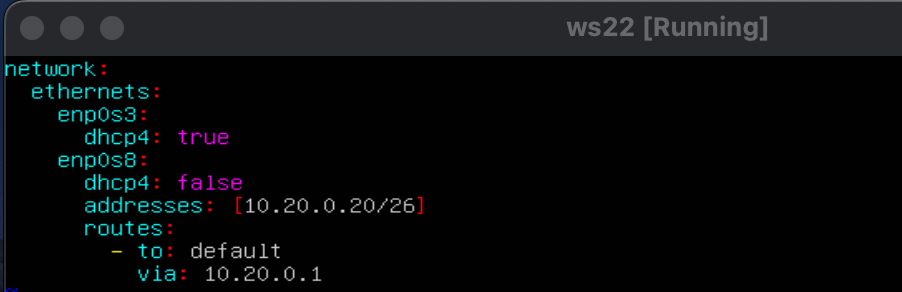 ws22 [Running]
network:
  ethernets:
    enp0s3:
      dhcp4: true
    enp0s8:
      dhcp4: false
      addresses: [10.20.0.20/26]
      routes:
        - to: default
          via: 10.20.0.1
~